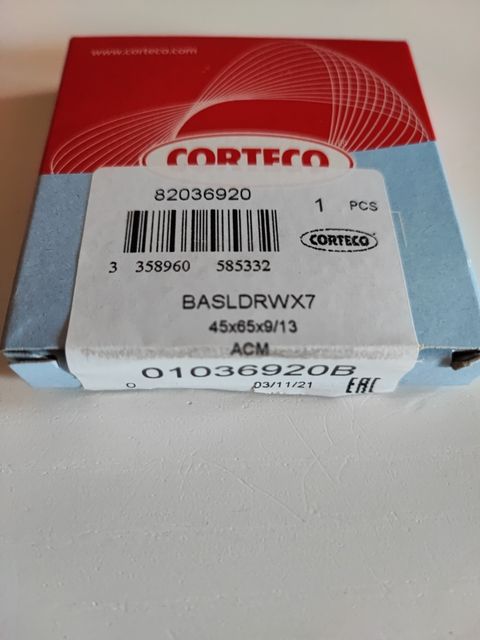 www.corteco.com
CORTECO
82036920
1 PCS
CORTECO
3 358960 585332
BASLDRWX7
45x65x9/13
ACM
01036920B
0 03/11/21 EAC